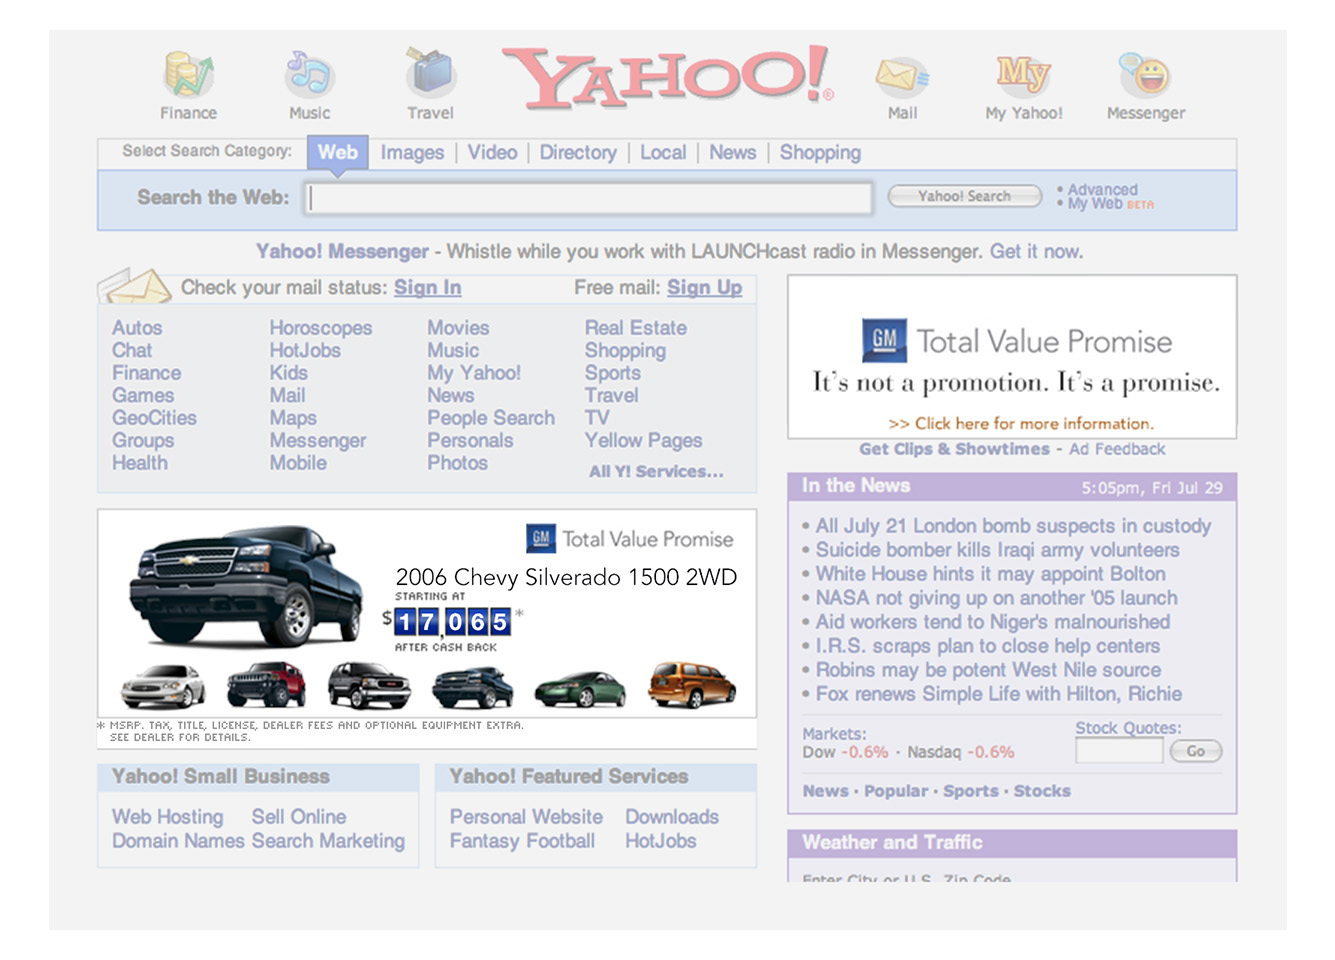 YAHOO!®
Finance Music Travel Mail My Yahoo! Messenger
My
Select Search Category: Web Images | Video | Directory | Local | News | Shopping
Search the Web: Yahoo! Search • Advanced
• My Web BETA
Yahoo! Messenger - Whistle while you work with LAUNCHcast radio in Messenger. Get it now.
Check your mail status: Sign In Free mail: Sign Up
Autos Horoscopes Movies Real Estate
Chat HotJobs Music Shopping
Finance Kids My Yahoo! Sports
Games Mail News Travel
GeoCities Maps People Search TV
Groups Messenger Personals Yellow Pages
Health Mobile Photos All Y! Services...
GM Total Value Promise
2006 Chevy Silverado 1500 2WD
STARTING AT
$17,065*
AFTER CASH BACK
* MSRP. TAX, TITLE, LICENSE, DEALER FEES AND OPTIONAL EQUIPMENT EXTRA.
SEE DEALER FOR DETAILS.
Yahoo! Small Business
Web Hosting Sell Online
Domain Names Search Marketing
Yahoo! Featured Services
Personal Website Downloads
Fantasy Football HotJobs
GM Total Value Promise
It's not a promotion. It's a promise.
>> Click here for more information.
Get Clips & Showtimes - Ad Feedback
In the News 5:05pm, Fri Jul 29
• All July 21 London bomb suspects in custody
• Suicide bomber kills Iraqi army volunteers
• White House hints it may appoint Bolton
• NASA not giving up on another '05 launch
• Aid workers tend to Niger's malnourished
• I.R.S. scraps plan to close help centers
• Robins may be potent West Nile source
• Fox renews Simple Life with Hilton, Richie
Markets: Stock Quotes:
Dow -0.6% · Nasdaq -0.6% Go
News · Popular · Sports · Stocks
Weather and Traffic
Enter City or U.S. Zip Code